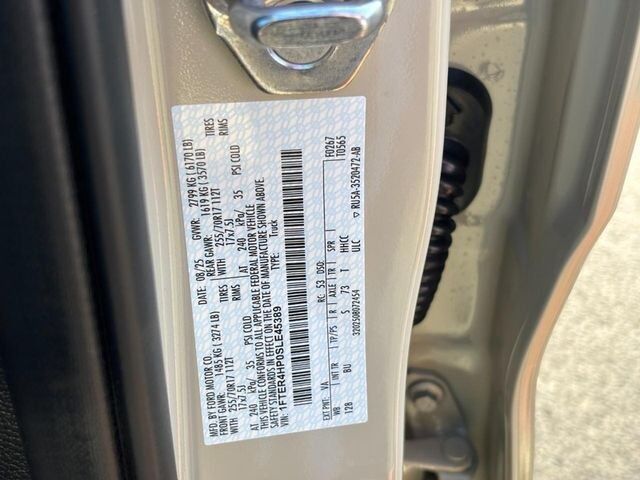 MFD. BY FORD MOTOR CO. DATE: 08/25 GVWR: 2799 KG (6170 LB)
FRONT GAWR: 1485 KG (3274 LB) REAR GAWR: 1619 KG (3570 LB)
WITH 255/70R17 112T TIRES WITH 255/70R17 112T TIRES
17x7.5J RIMS 17x7.5J RIMS
AT 240 kPa/ 35 PSI COLD AT 240 kPa/ 35 PSI COLD
THIS VEHICLE CONFORMS TO ALL APPLICABLE FEDERAL MOTOR VEHICLE
SAFETY STANDARDS IN EFFECT ON THE DATE OF MANUFACTURE SHOWN ABOVE.
VIN: 1FTER4HP0SLE45389 TYPE: Truck
F0267
T0565
EXT PNT: VA RC: 53 DSO:
WB INT TR TP/PS R AXLE TR SPR
128 BU S 73 T HHCC
3202508072454 ULC
▽ RU5A-3520472-AB